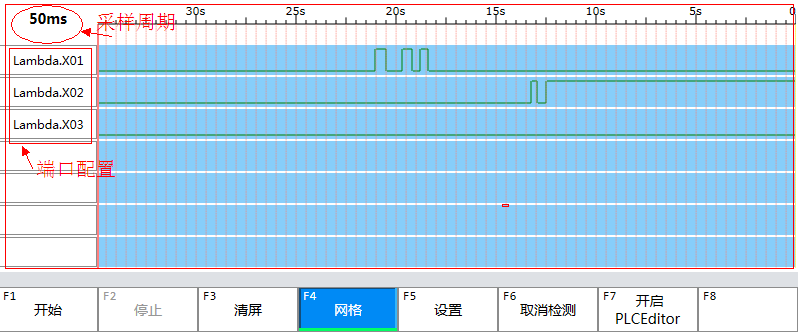 50ms
采样周期
30s
25s
20s
15s
10s
5s
0s
Lambda.X01
Lambda.X02
Lambda.X03
端口配置
F1 开始
F2 停止
F3 清屏
F4 网格
F5 设置
F6 取消检测
F7 开启
PLCEditor
F8